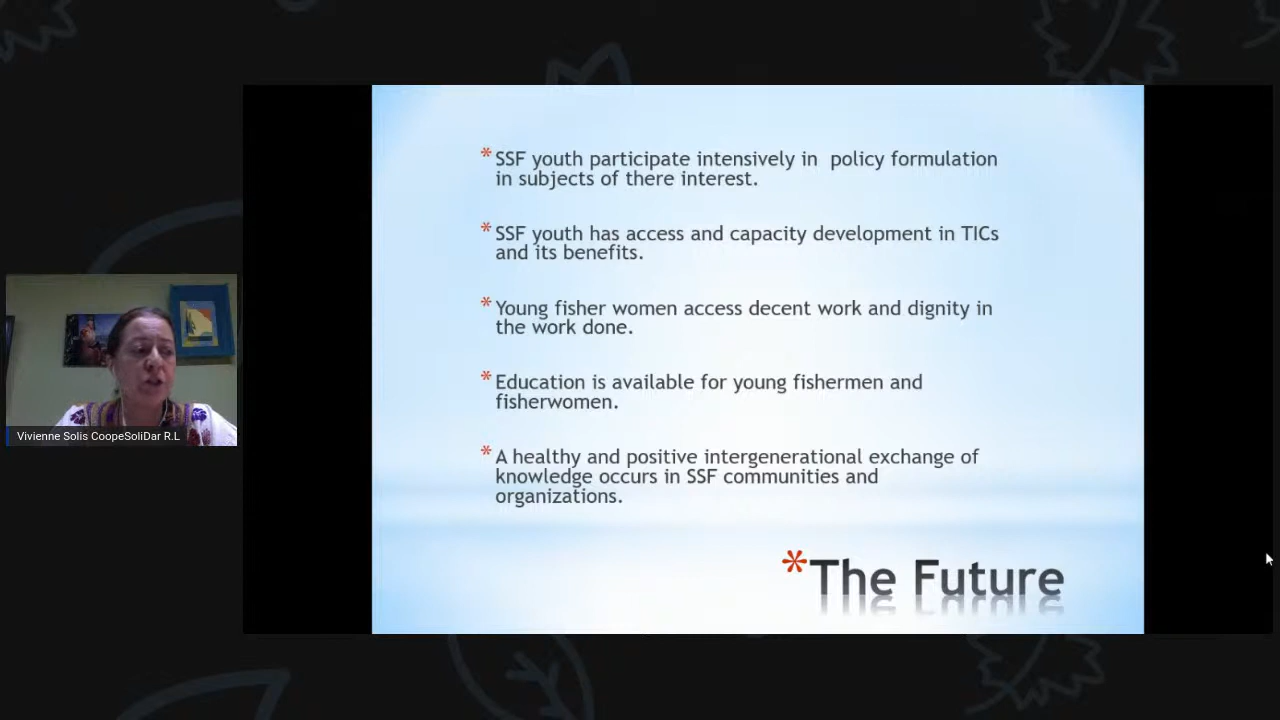 *SSF youth participate intensively in policy formulation
in subjects of there interest.
*SSF youth has access and capacity development in TICs
and its benefits.
*Young fisher women access decent work and dignity in
the work done.
*Education is available for young fishermen and
fisherwomen.
*A healthy and positive intergenerational exchange of
knowledge occurs in SSF communities and
organizations.
*The Future
Vivienne Solis CoopeSoliDar R.L